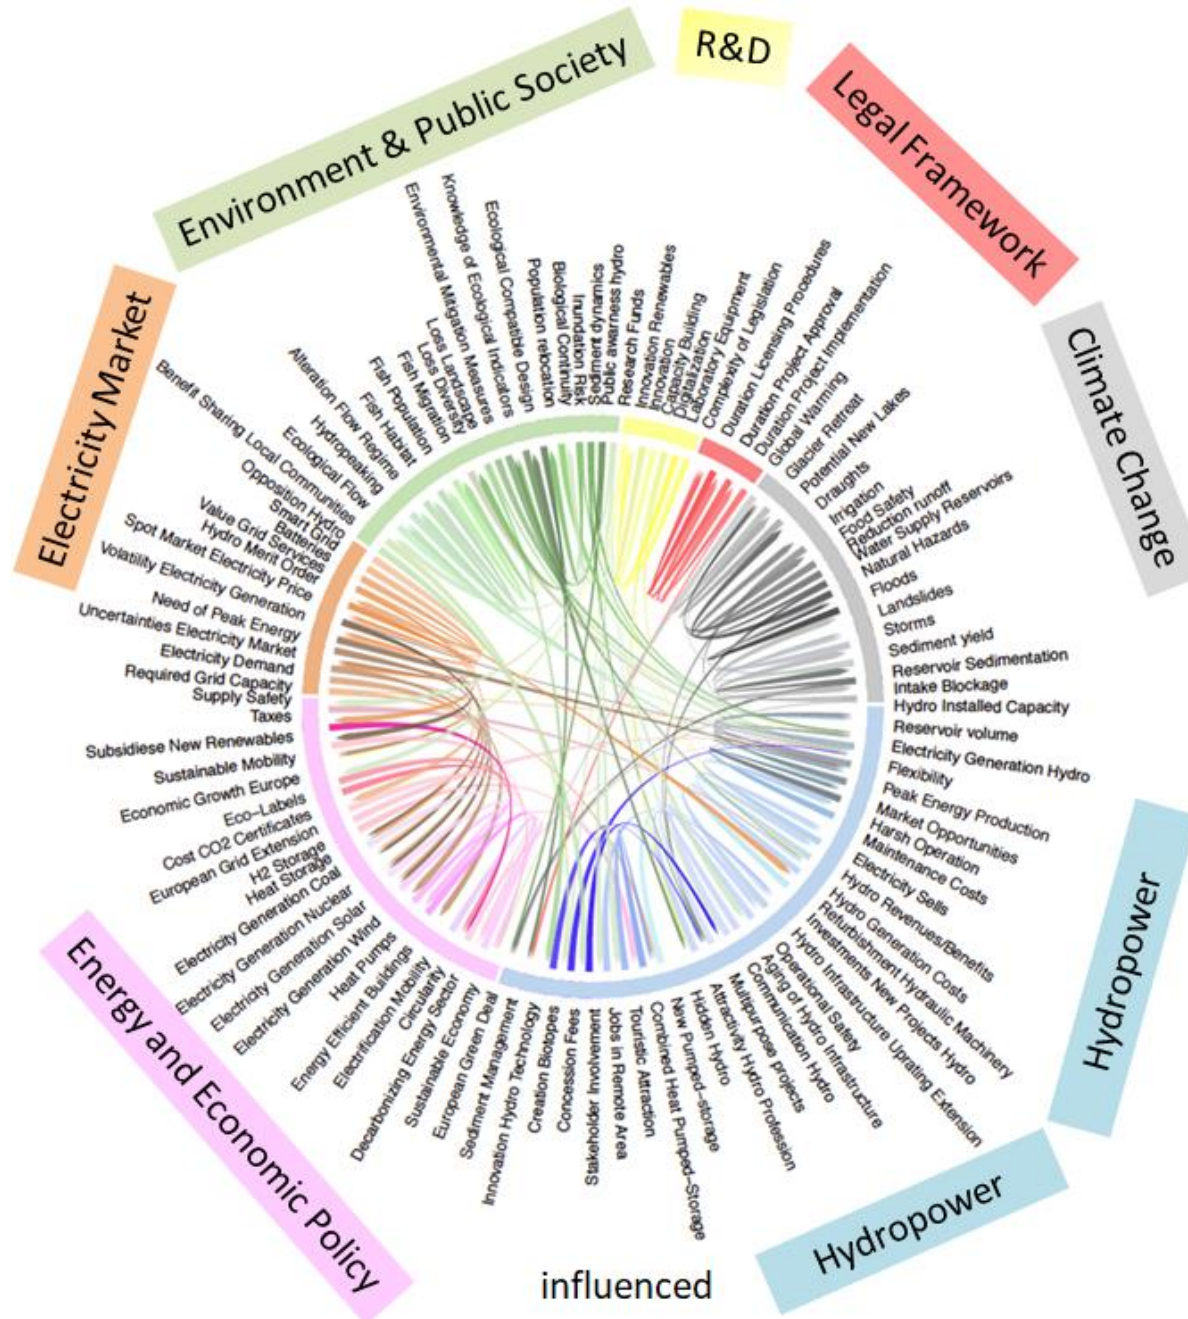 R&D
Environment & Public Society
Legal Framework
Climate Change
Electricity Market
Hydropower
Hydropower
Energy and Economic Policy
influenced
Research Funds
Innovation Renewables
Innovation
Capacity Building
Digitalization
Laboratory Equipment
Complexity of Legislation
Duration Licensing Procedures
Duration Project Approval
Duration Project Implementation
Global Warming
Glacier Retreat
Potential New Lakes
Draughts
Irrigation
Food Safety
Reduction runoff
Water Supply Reservoirs
Natural Hazards
Floods
Landslides
Storms
Sediment yield
Reservoir Sedimentation
Intake Blockage
Hydro Installed Capacity
Reservoir volume
Electricity Generation Hydro
Flexibility
Peak Energy Production
Market Opportunities
Harsh Operation
Maintenance Costs
Electricity Sells
Hydro Revenues/Benefits
Hydro Generation Costs
Refurbishment Hydraulic Machinery
Investments New Projects Hydro
Hydro Infrastructure Uprating Extension
Operational Safety
Aging of Hydro Infrastructure
Communication Hydro
Multipurpose projects
Attractivity Hydro Profession
Hidden Hydro
New Pumped-storage
Combined Heat Pumped-Storage
Touristic Attraction
Jobs in Remote Area
Stakeholder Involvement
Concession Fees
Creation Biotopes
Innovation Hydro Technology
Sediment Management
European Green Deal
Sustainable Economy
Decarbonizing Energy Sector
Circularity
Electrification Mobility
Energy Efficient Buildings
Heat Pumps
Electricity Generation Wind
Electricity Generation Solar
Electricity Generation Nuclear
Electricity Generation Coal
Heat Storage
H2 Storage
European Grid Extension
Cost CO2 Certificates
Eco-Labels
Economic Growth Europe
Sustainable Mobility
Subsidiese New Renewables
Taxes
Supply Safety
Required Grid Capacity
Electricity Demand
Uncertainties Electricity Market
Need of Peak Energy
Volatility Electricity Generation
Spot Market Electricity Price
Hydro Merit Order
Value Grid Services
Batteries
Smart Grid
Opposition Hydro
Benefit Sharing Local Communities
Ecological Flow
Hydropeaking
Alteration Flow Regime
Fish Habitat
Fish Population
Fish Migration
Loss Diversity
Loss Landscape
Environmental Mitigation Measures
Knowledge of Ecological Indicators
Ecological Compatible Design
Population relocation
Biological Continuity
Inundation Risk
Sediment dynamics
Public awareness hydro